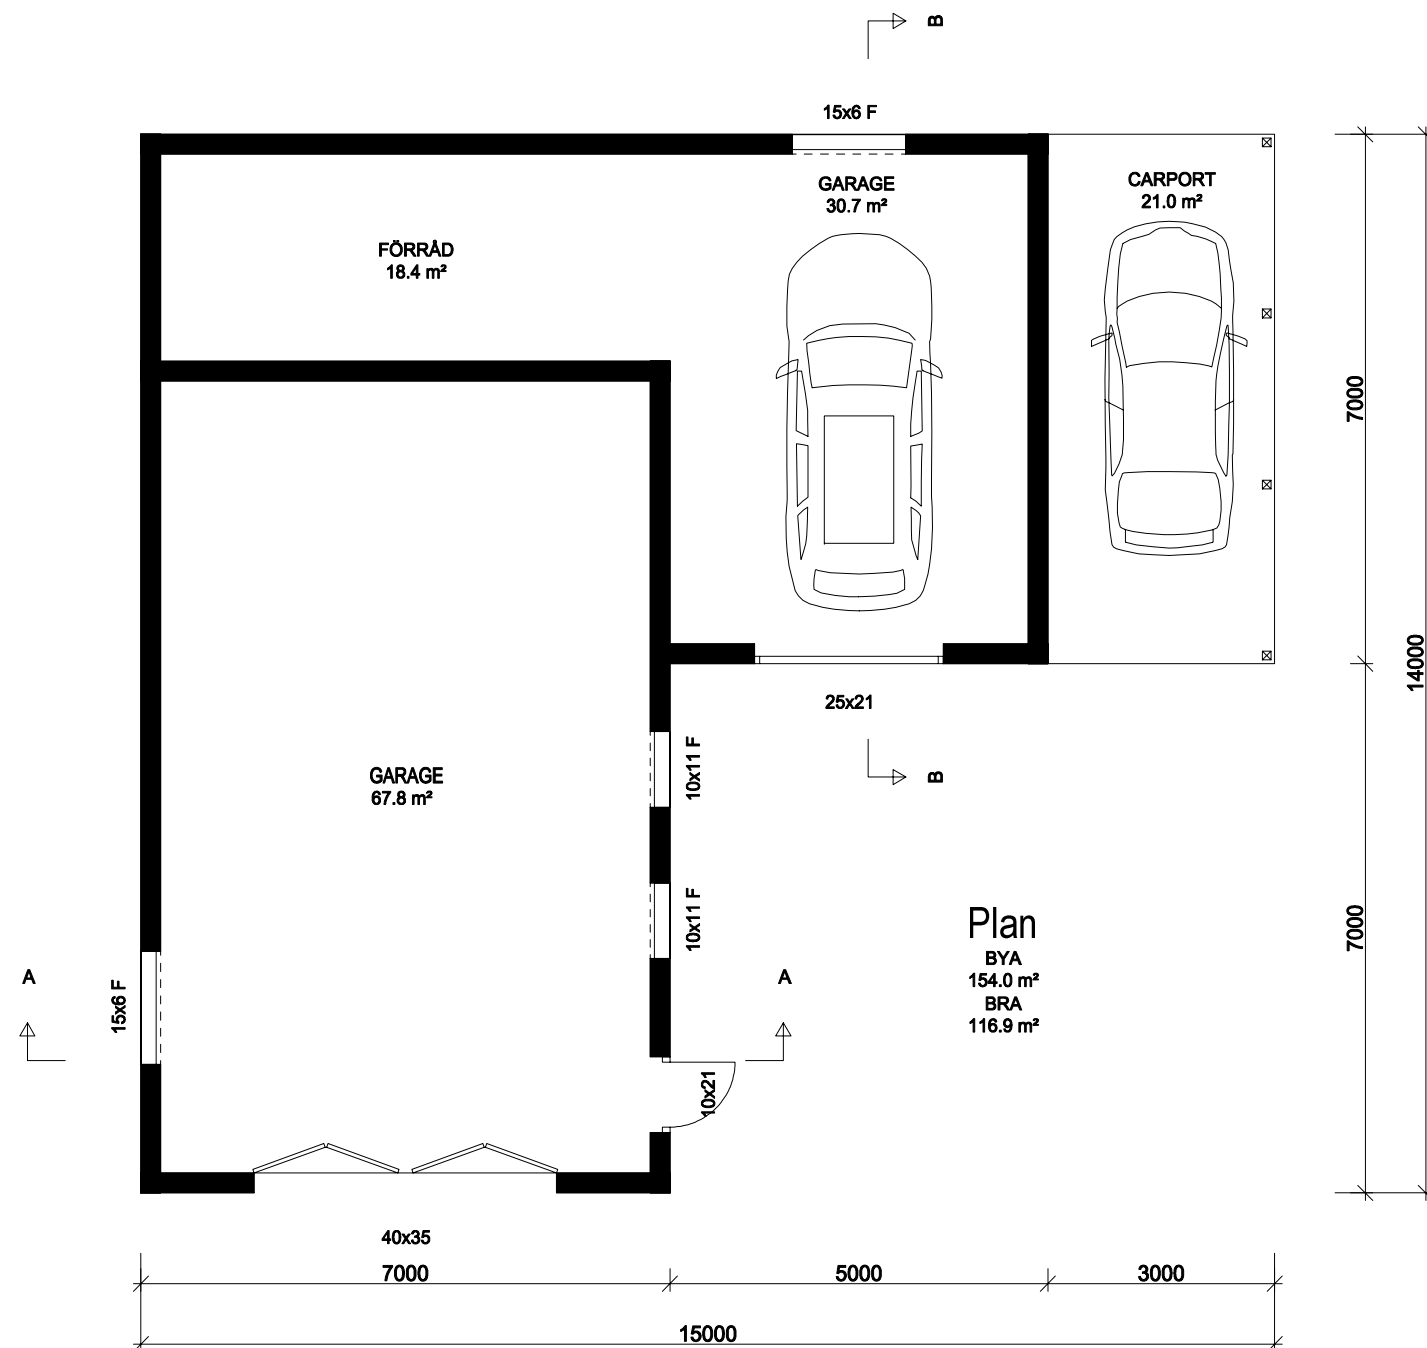 B
15x6 F
GARAGE
30.7 m²
CARPORT
21.0 m²
FÖRRÅD
18.4 m²
7000
14000
25x21
10x11 F
B
GARAGE
67.8 m²
10x11 F
Plan
BYA
154.0 m²
BRA
116.9 m²
7000
A
15x6 F
A
10x21
40x35
7000
5000
3000
15000